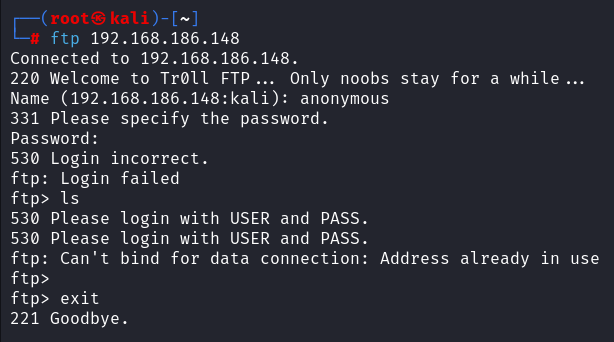 ┌──(root㉿kali)-[~]
└─# ftp 192.168.186.148
Connected to 192.168.186.148.
220 Welcome to Tr0ll FTP... Only noobs stay for a while...
Name (192.168.186.148:kali): anonymous
331 Please specify the password.
Password:
530 Login incorrect.
ftp: Login failed
ftp> ls
530 Please login with USER and PASS.
530 Please login with USER and PASS.
ftp: Can't bind for data connection: Address already in use
ftp>
ftp> exit
221 Goodbye.